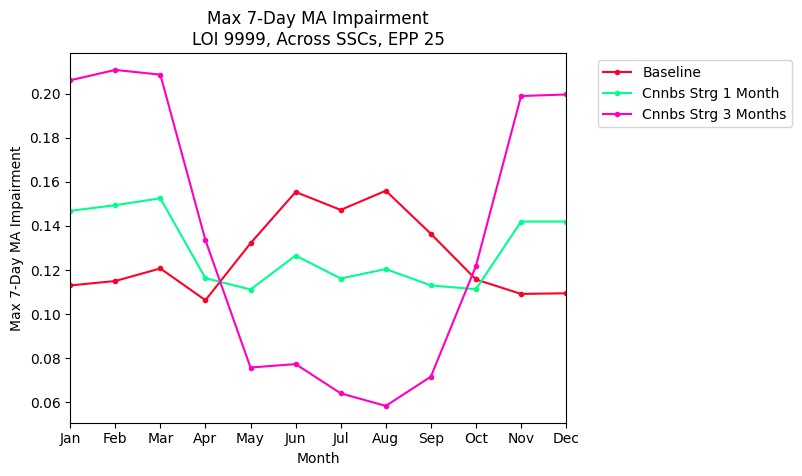 Max 7-Day MA Impairment
LOI 9999, Across SSCs, EPP 25
Baseline
Cnnbs Strg 1 Month
Cnnbs Strg 3 Months
Max 7-Day MA Impairment
0.20
0.18
0.16
0.14
0.12
0.10
0.08
0.06
Jan Feb Mar Apr May Jun Jul Aug Sep Oct Nov Dec
Month